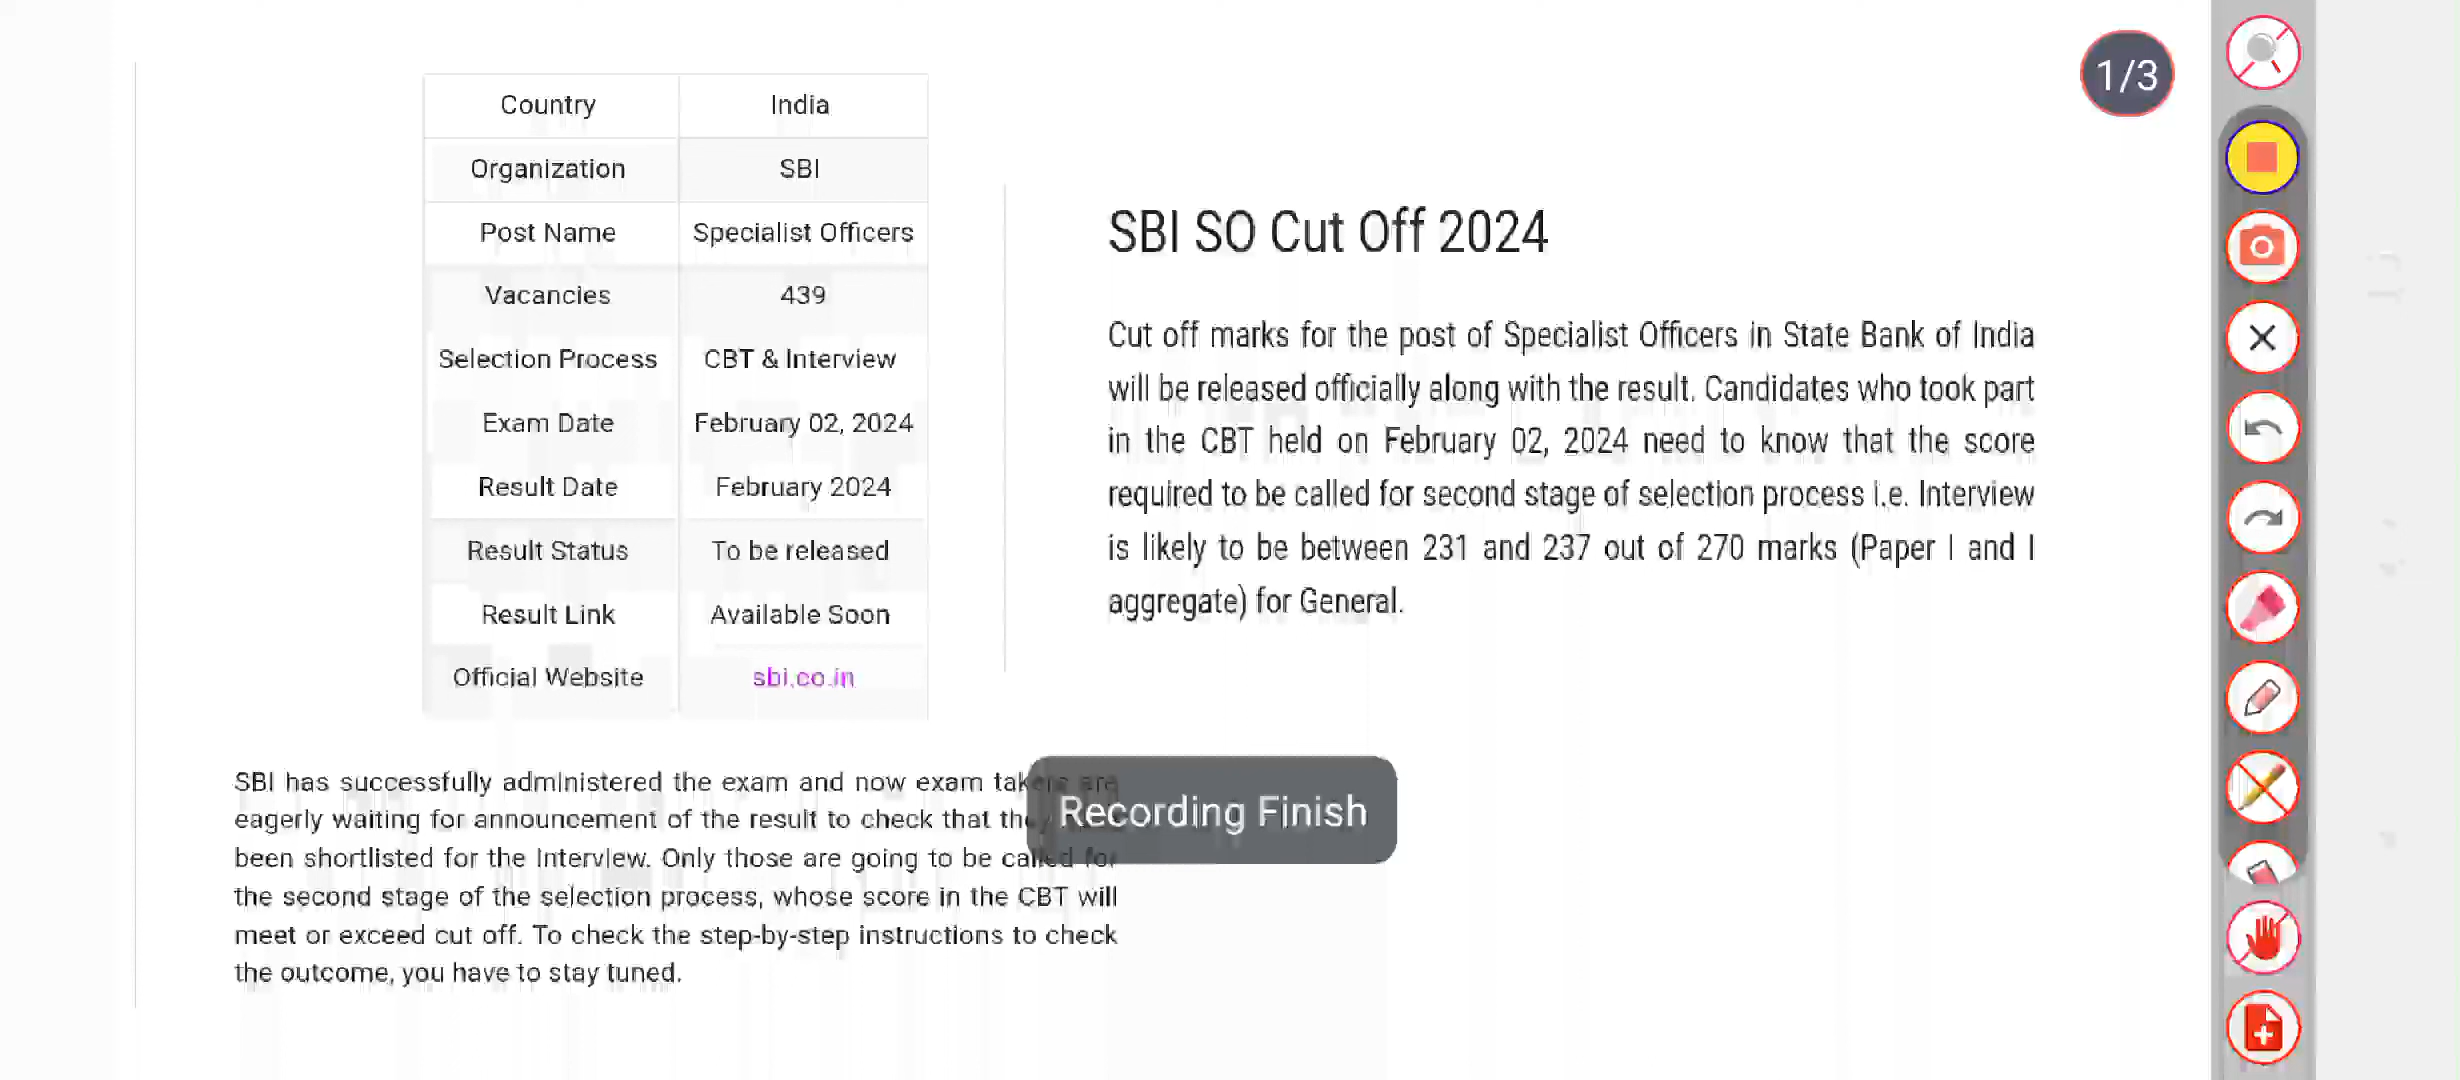 1/3
Country India
Organization SBI
Post Name Specialist Officers
Vacancies 439
Selection Process CBT & Interview
Exam Date February 02, 2024
Result Date February 2024
Result Status To be released
Result Link Available Soon
Official Website sbi.co.in
SBI has successfully administered the exam and now exam takers are
eagerly waiting for announcement of the result to check that they
been shortlisted for the Interview. Only those are going to be called for
the second stage of the selection process, whose score in the CBT will
meet or exceed cut off. To check the step-by-step instructions to check
the outcome, you have to stay tuned.
SBI SO Cut Off 2024
Cut off marks for the post of Specialist Officers in State Bank of India
will be released officially along with the result. Candidates who took part
in the CBT held on February 02, 2024 need to know that the score
required to be called for second stage of selection process i.e. Interview
is likely to be between 231 and 237 out of 270 marks (Paper I and I
aggregate) for General.
Recording Finish